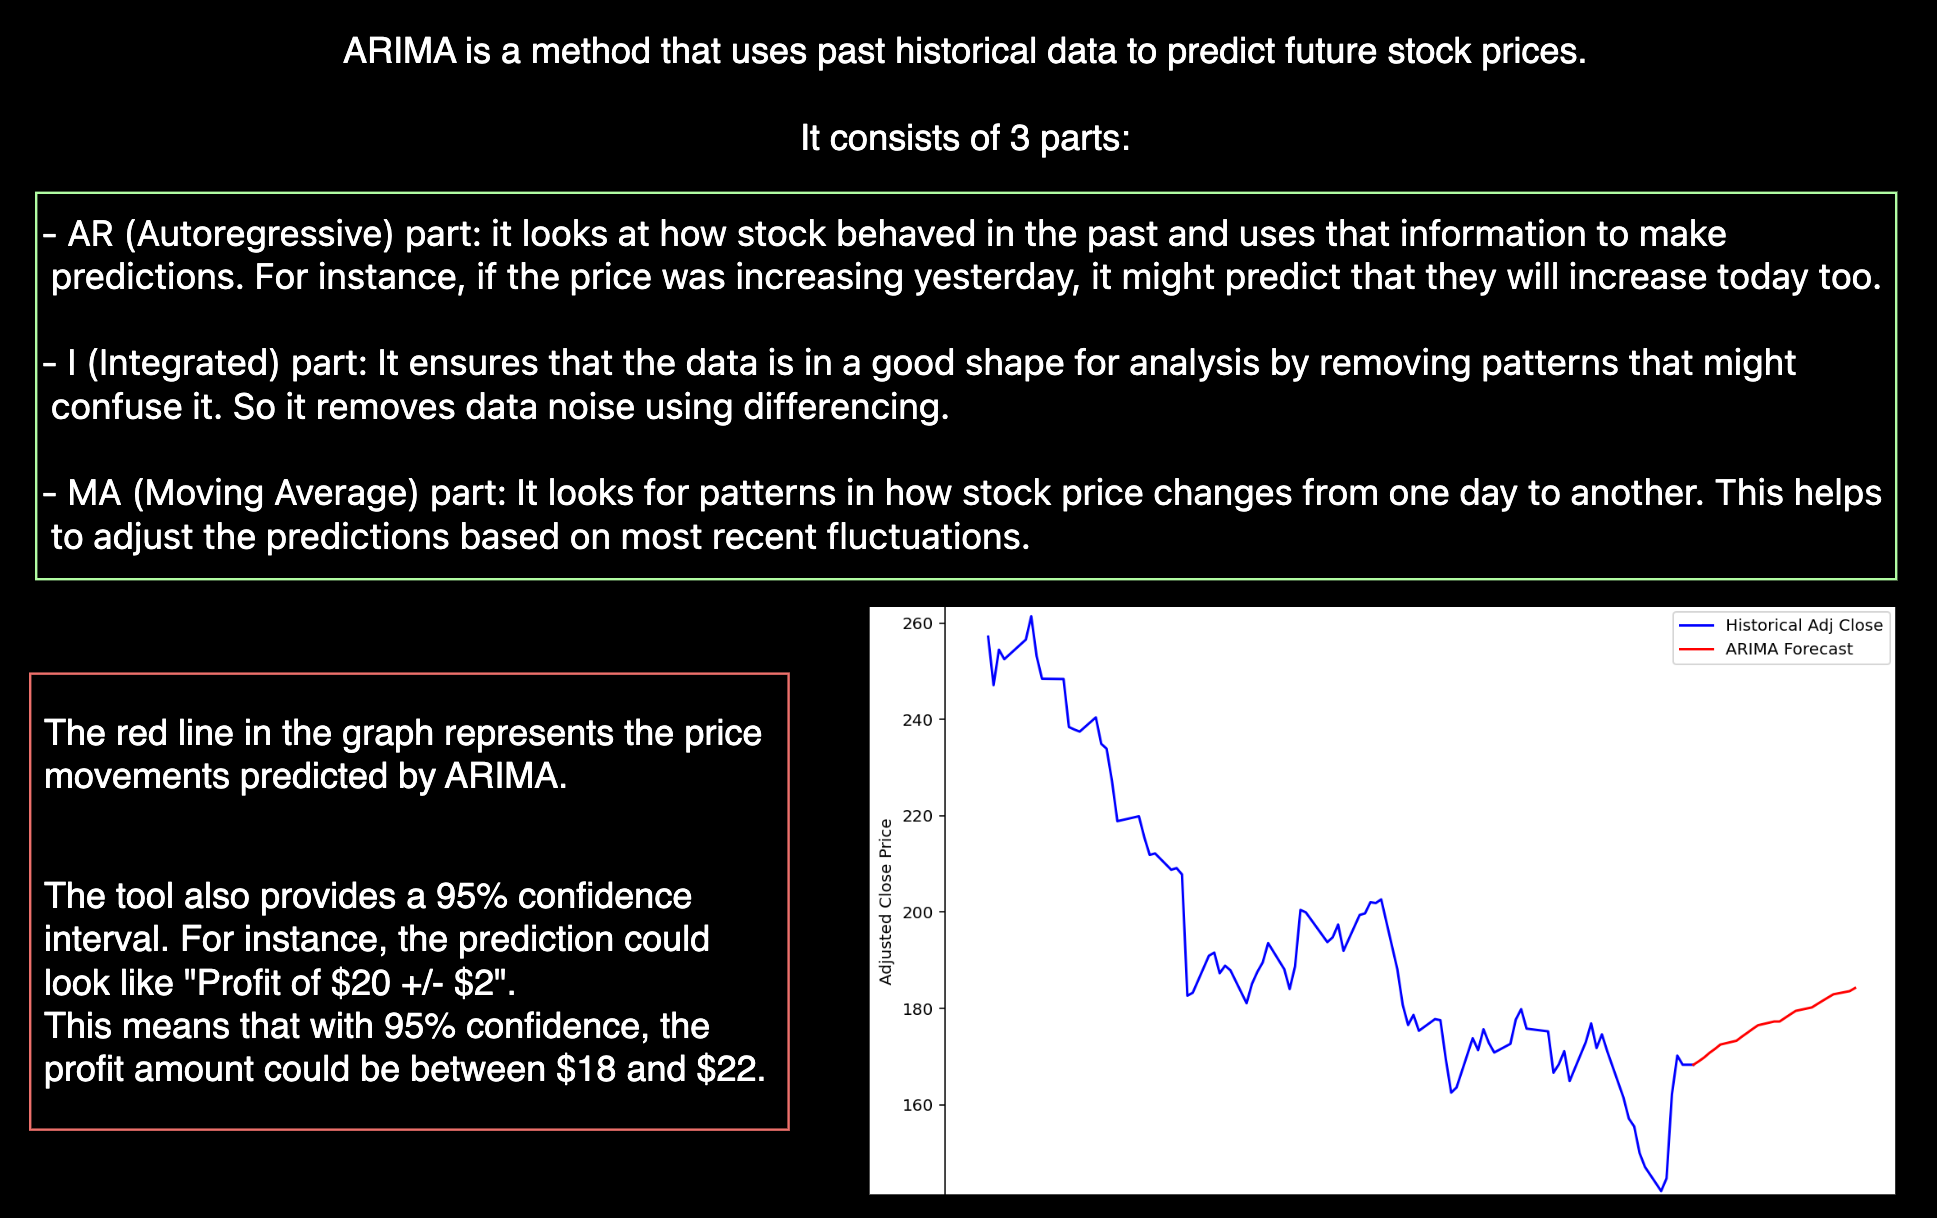 ARIMA is a method that uses past historical data to predict future stock prices.
It consists of 3 parts:
- AR (Autoregressive) part: it looks at how stock behaved in the past and uses that information to make
predictions. For instance, if the price was increasing yesterday, it might predict that they will increase today too.
- I (Integrated) part: It ensures that the data is in a good shape for analysis by removing patterns that might
confuse it. So it removes data noise using differencing.
- MA (Moving Average) part: It looks for patterns in how stock price changes from one day to another. This helps
to adjust the predictions based on most recent fluctuations.
The red line in the graph represents the price
movements predicted by ARIMA.
The tool also provides a 95% confidence
interval. For instance, the prediction could
look like "Profit of $20 +/- $2".
This means that with 95% confidence, the
profit amount could be between $18 and $22.
Historical Adj Close
ARIMA Forecast
Adjusted Close Price
260
240
220
200
180
160